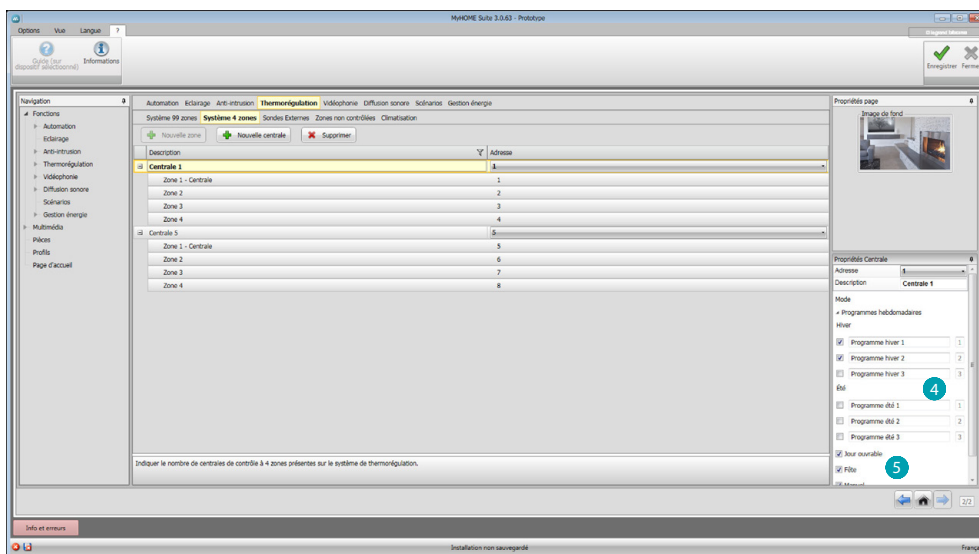 MyHOME Suite 3.0.63 - Prototype
Options Vue Langue ?
Guide (sur dispositif sélectionné)
Informations
Enregistrer Ferme
Navigation
Fonctions
Automation
Eclairage
Anti-intrusion
Thermorégulation
Vidéophonie
Diffusion sonore
Scénarios
Gestion énergie
Multimédia
Pièces
Profils
Page d'accueil
Automation Eclairage Anti-intrusion Thermorégulation Vidéophonie Diffusion sonore Scénarios Gestion énergie
Système 99 zones Système 4 zones Sondes Externes Zones non contrôlées Climatisation
Nouvelle zone Nouvelle centrale Supprimer
Description Adresse
Centrale 1 1
Zone 1 - Centrale 1
Zone 2 2
Zone 3 3
Zone 4 4
Centrale 5 5
Zone 1 - Centrale 5
Zone 2 6
Zone 3 7
Zone 4 8
Indiquer le nombre de centrales de contrôle à 4 zones présentes sur le système de thermorégulation.
Propriétés page
Image de fond
Propriétés Centrale
Adresse 1
Description Centrale 1
Mode
Programmes hebdomadaires
Hiver
Programme hiver 1 1
Programme hiver 2 2
Programme hiver 3 3
4
Été
Programme été 1 1
Programme été 2 2
Programme été 3 3
Jour ouvrable
Fête
5
Manuel
2/2
Info et erreurs
Installation non sauvegardé
França